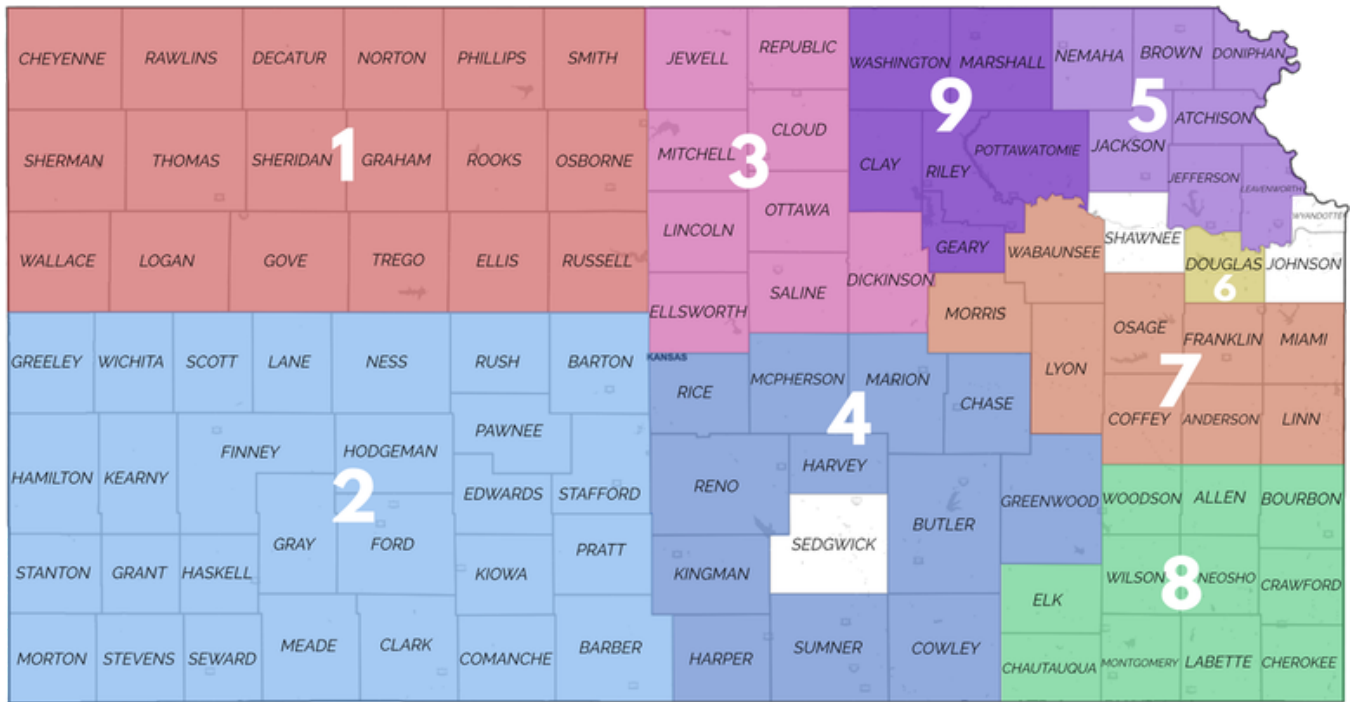 CHEYENNE RAWLINS DECATUR NORTON PHILLIPS SMITH JEWELL REPUBLIC WASHINGTON MARSHALL NEMAHA BROWN DONIPHAN
9 5
ATCHISON
SHERMAN THOMAS SHERIDAN 1 GRAHAM ROOKS OSBORNE MITCHELL 3 CLOUD CLAY RILEY POTTAWATOMIE JACKSON
JEFFERSON LEAVENWORTH
LINCOLN OTTAWA WYANDOTTE
WALLACE LOGAN GOVE TREGO ELLIS RUSSELL GEARY WABAUNSEE SHAWNEE DOUGLAS JOHNSON
6
ELLSWORTH SALINE DICKINSON MORRIS
OSAGE FRANKLIN MIAMI
KANSAS
GREELEY WICHITA SCOTT LANE NESS RUSH BARTON RICE MCPHERSON MARION CHASE LYON
7
4
COFFEY ANDERSON LINN
PAWNEE
FINNEY HODGEMAN
HAMILTON KEARNY HARVEY
2
EDWARDS STAFFORD RENO GREENWOOD WOODSON ALLEN BOURBON
GRAY FORD PRATT SEDGWICK BUTLER
STANTON GRANT HASKELL KIOWA KINGMAN WILSON 8 NEOSHO CRAWFORD
ELK
MORTON STEVENS SEWARD MEADE CLARK COMANCHE BARBER HARPER SUMNER COWLEY CHAUTAUQUA MONTGOMERY LABETTE CHEROKEE